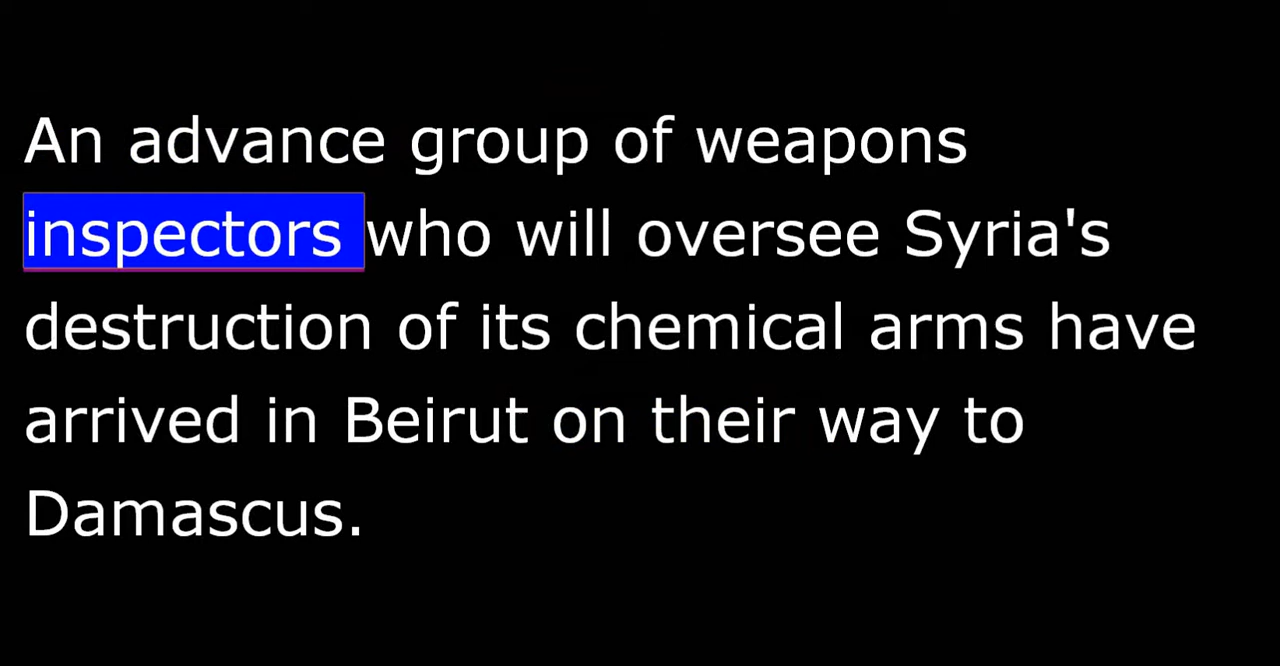 An advance group of weapons
inspectors who will oversee Syria's
destruction of its chemical arms have
arrived in Beirut on their way to
Damascus.